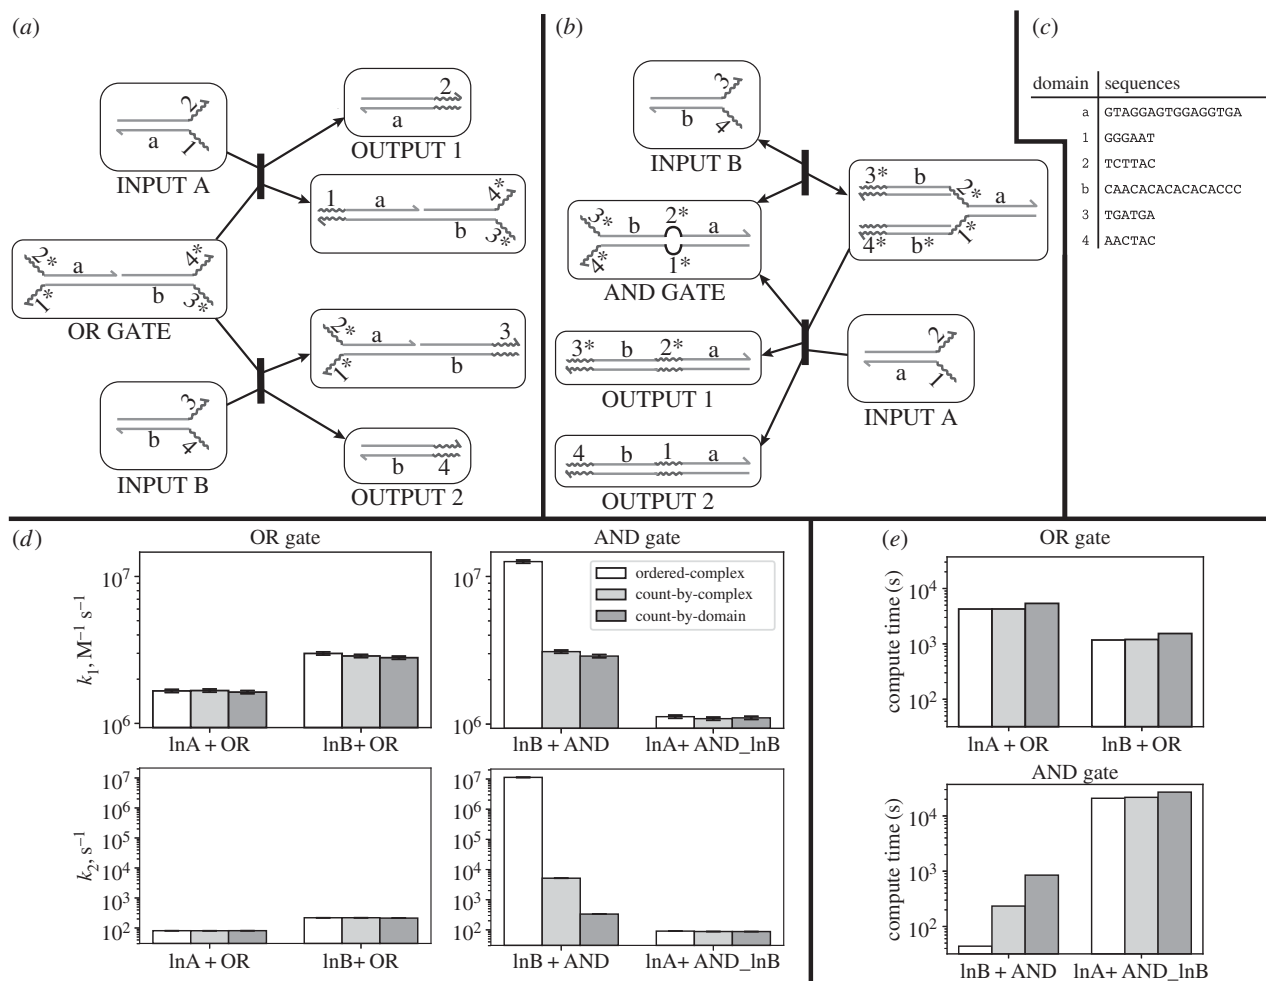 (a)
2
a
1
INPUT A
2
a
OUTPUT 1
1
a
4*
b
3*
2*
a
4*
1*
b
3*
OR GATE
2*
a
3
1*
b
3
b
4
INPUT B
b
4
OUTPUT 2
(b)
3
b
4
INPUT B
3*
b
2*
4*
b*
1*
3*
b
2*
a
4*
1*
AND GATE
3*
b
2*
a
OUTPUT 1
2
a
1
INPUT A
4
b
1
a
OUTPUT 2
(c)
domain sequences
a GTAGGAGTGGAGGTGA
1 GGGAAT
2 TCTTAC
b CAACACACACACACCC
3 TGATGA
4 AACTAC
(d)
OR gate
AND gate
k1, M−1 s−1
10^7
10^6
lnA + OR
lnB+ OR
10^7
10^6
ordered-complex
count-by-complex
count-by-domain
lnB + AND
lnA+ AND_lnB
k2, s−1
10^7
10^6
10^5
10^4
10^3
10^2
lnA + OR
lnB+ OR
10^7
10^6
10^5
10^4
10^3
10^2
lnB + AND
lnA+ AND_lnB
(e)
OR gate
compute time (s)
10^4
10^3
10^2
lnA + OR
lnB + OR
AND gate
compute time (s)
10^4
10^3
10^2
lnB + AND
lnA+ AND_lnB